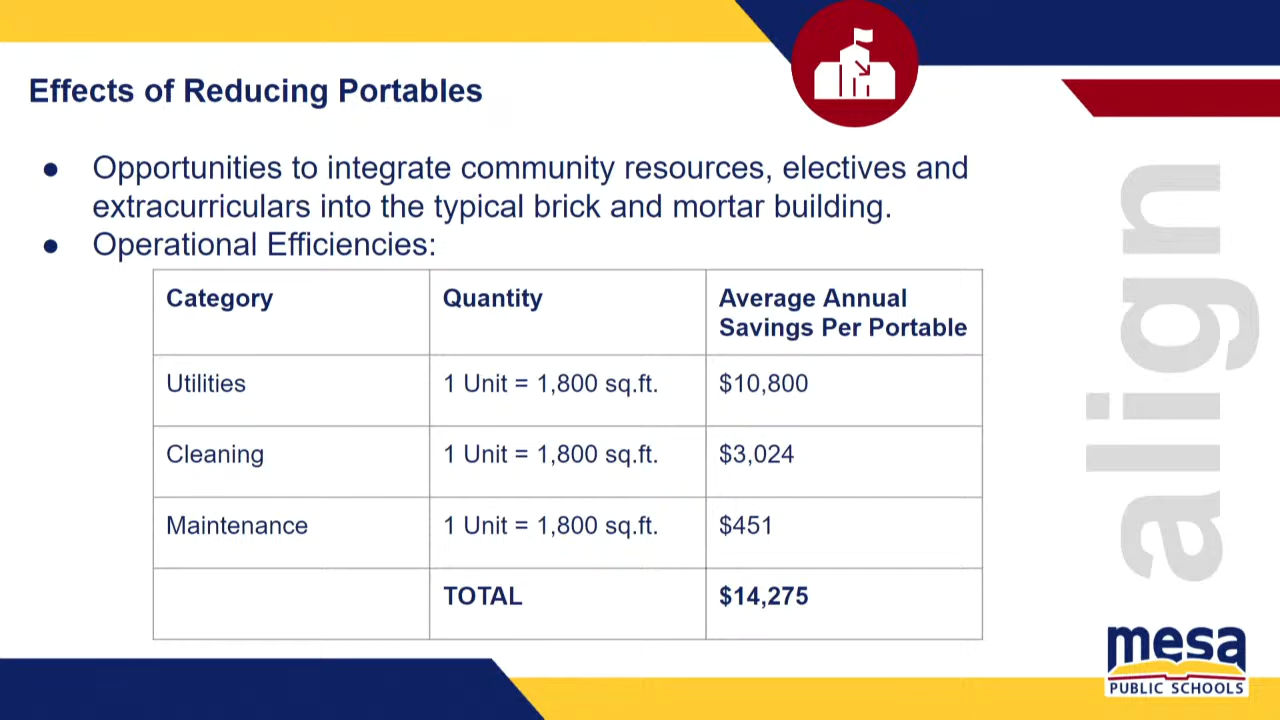 Effects of Reducing Portables
● Opportunities to integrate community resources, electives and
extracurriculars into the typical brick and mortar building.
● Operational Efficiencies:
Category Quantity Average Annual
Savings Per Portable
Utilities 1 Unit = 1,800 sq.ft. $10,800
Cleaning 1 Unit = 1,800 sq.ft. $3,024
Maintenance 1 Unit = 1,800 sq.ft. $451
TOTAL $14,275
align
mesa
PUBLIC SCHOOLS